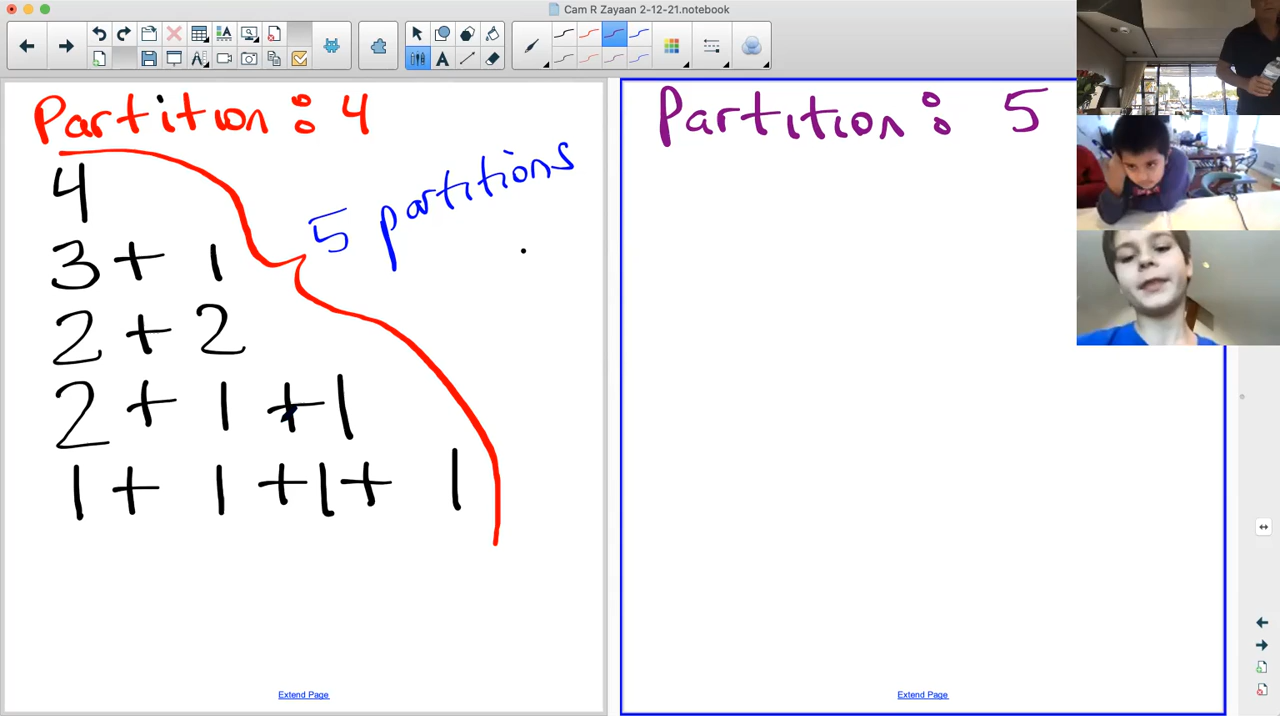 Cam R Zayaan 2-12-21.notebook
Partition : 4
4
3 + 1
2 + 2
2 + 1 + 1
1 + 1 + 1 + 1
5 partitions
Extend Page
Partition : 5
Extend Page